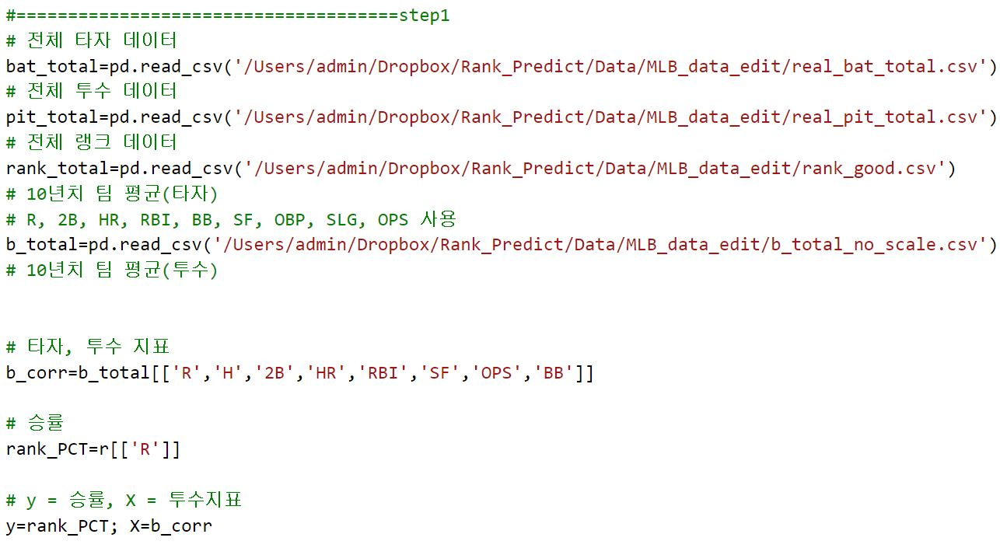 #=====================================step1
# 전체 타자 데이터
bat_total=pd.read_csv('/Users/admin/Dropbox/Rank_Predict/Data/MLB_data_edit/real_bat_total.csv')
# 전체 투수 데이터
pit_total=pd.read_csv('/Users/admin/Dropbox/Rank_Predict/Data/MLB_data_edit/real_pit_total.csv')
# 전체 랭크 데이터
rank_total=pd.read_csv('/Users/admin/Dropbox/Rank_Predict/Data/MLB_data_edit/rank_good.csv')
# 10년치 팀 평균(타자)
# R, 2B, HR, RBI, BB, SF, OBP, SLG, OPS 사용
b_total=pd.read_csv('/Users/admin/Dropbox/Rank_Predict/Data/MLB_data_edit/b_total_no_scale.csv')
# 10년치 팀 평균(투수)
# 타자, 투수 지표
b_corr=b_total[['R','H','2B','HR','RBI','SF','OPS','BB']]
# 승률
rank_PCT=r[['R']]
# y = 승률, X = 투수지표
y=rank_PCT; X=b_corr